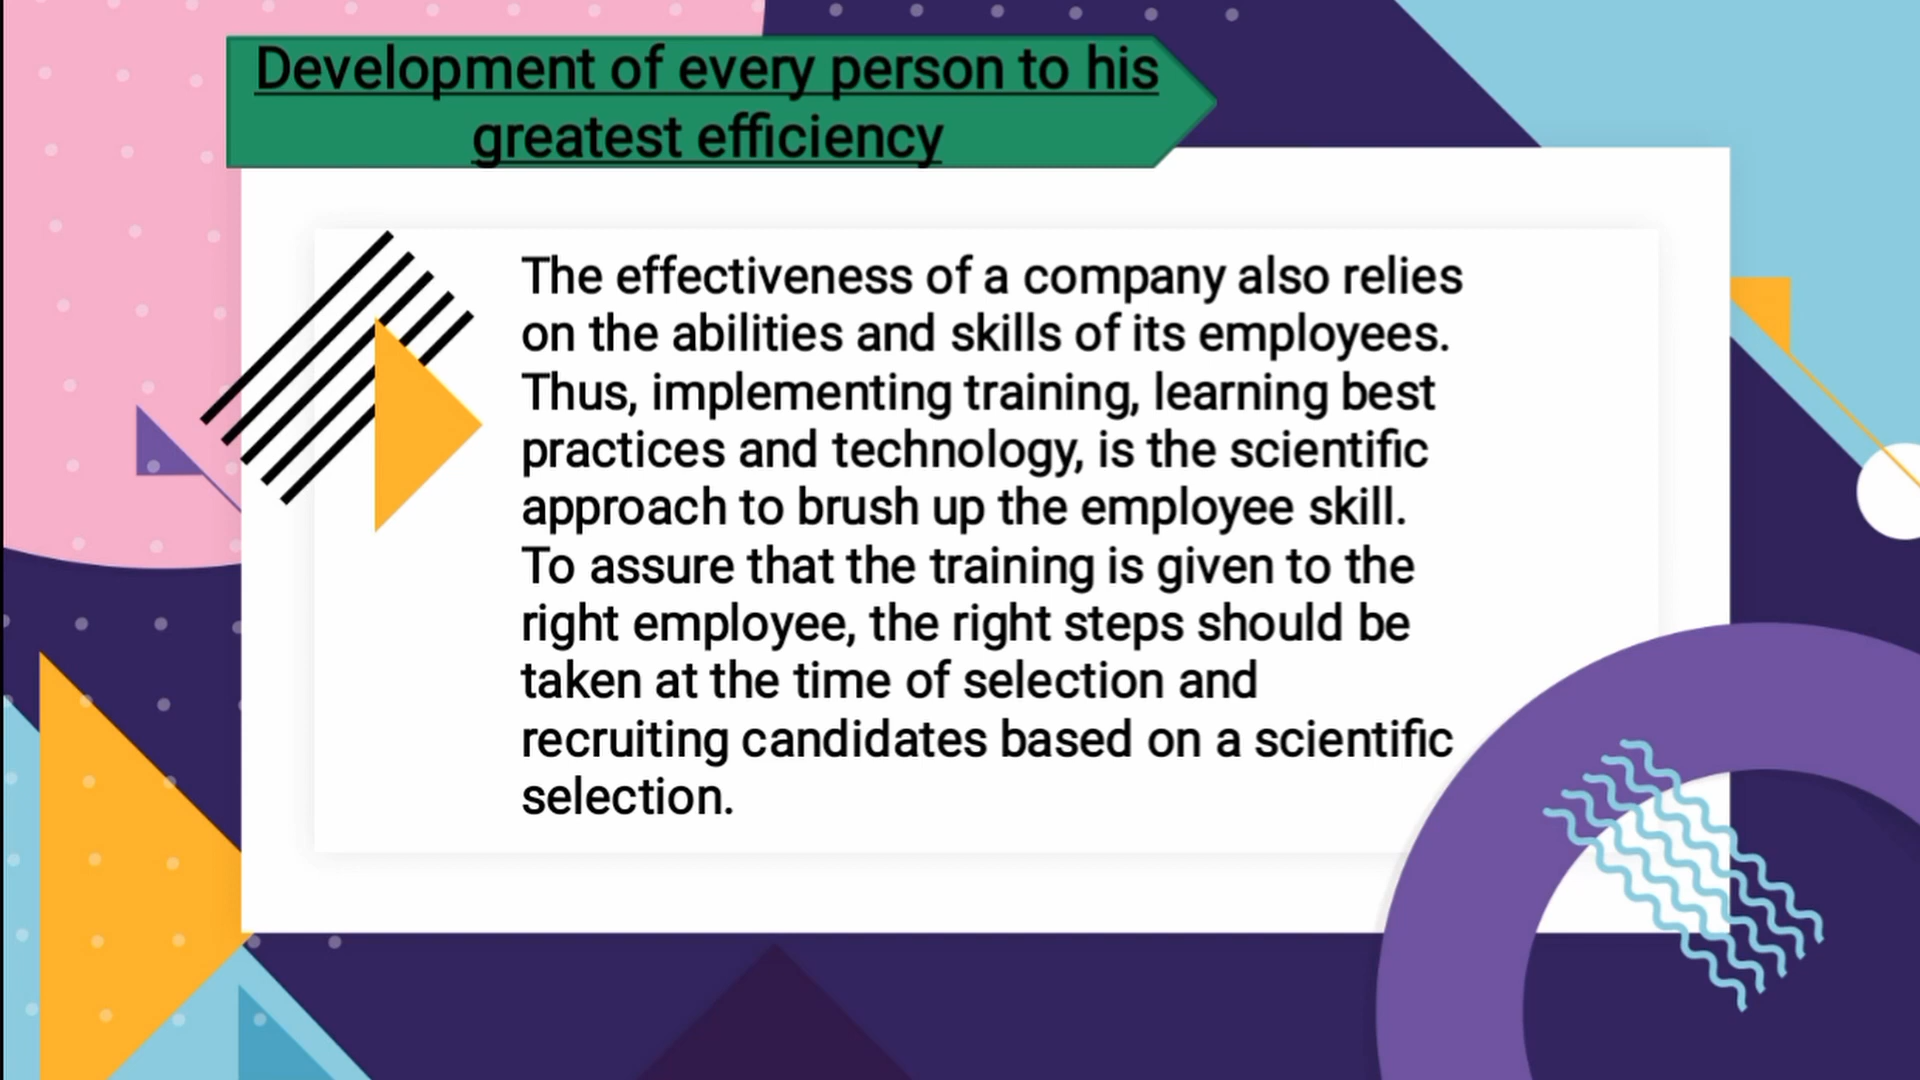 Development of every person to his
greatest efficiency
The effectiveness of a company also relies
on the abilities and skills of its employees.
Thus, implementing training, learning best
practices and technology, is the scientific
approach to brush up the employee skill.
To assure that the training is given to the
right employee, the right steps should be
taken at the time of selection and
recruiting candidates based on a scientific
selection.